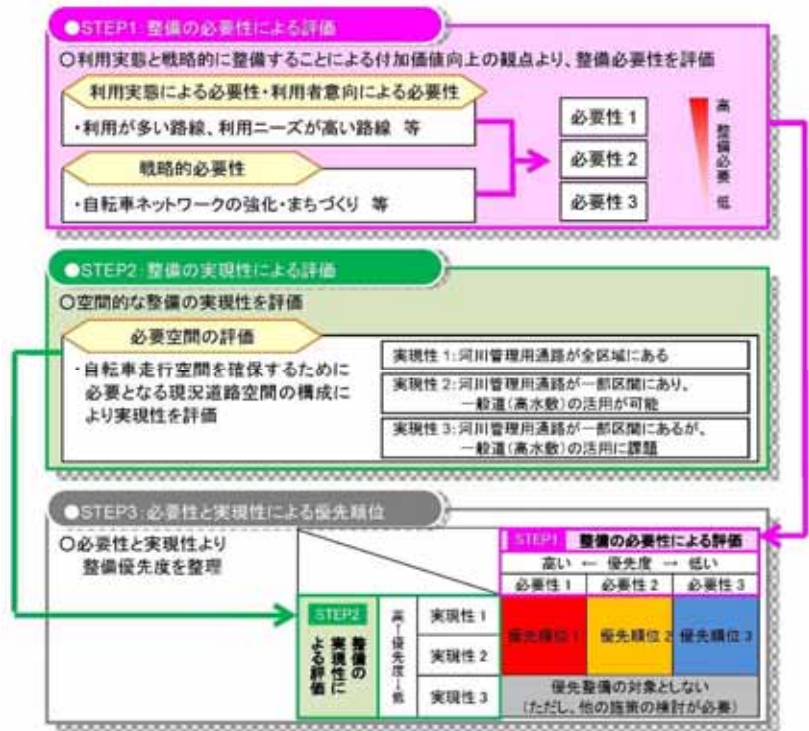 ●STEP1:整備の必要性による評価
○利用実態と戦略的に整備することによる付加価値向上の観点より、整備必要性を評価
利用実態による必要性・利用者意向による必要性
・利用が多い路線、利用ニーズが高い路線 等
戦略的必要性
・自転車ネットワークの強化・まちづくり 等
必要性 1
必要性 2
必要性 3
高 整備必要 低
●STEP2:整備の実現性による評価
○空間的な整備の実現性を評価
必要空間の評価
・自転車走行空間を確保するために
必要となる現況道路空間の構成に
より実現性を評価
実現性 1:河川管理用通路が全区域にある
実現性 2:河川管理用通路が一部区間にあり、
一般道(高水敷)の活用が可能
実現性 3:河川管理用通路が一部区間にあるが、
一般道(高水敷)の活用に課題
●STEP3:必要性と実現性による優先順位
○必要性と実現性より
整備優先度を整理
STEP1 整備の必要性による評価
高い ← 優先度 → 低い
必要性 1 必要性 2 必要性 3
STEP2
整備の
実現性に
よる評価
高←優先度→低
実現性 1
実現性 2
実現性 3
優先順位 1 優先順位 2 優先順位 3
優先整備の対象としない
(ただし、他の施策の検討が必要)